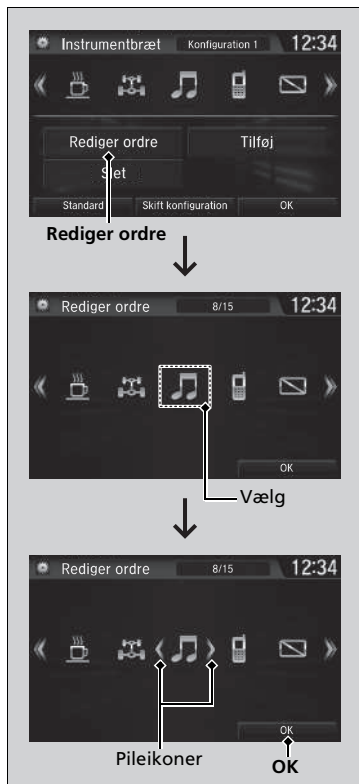 Instrumentbræt Konfiguration 1 12:34
Rediger ordre Tilføj
Slet
Standard Skift konfiguration OK
Rediger ordre
Rediger ordre 8/15 12:34
OK
Vælg
Rediger ordre 8/15 12:34
OK
Pileikoner
OK